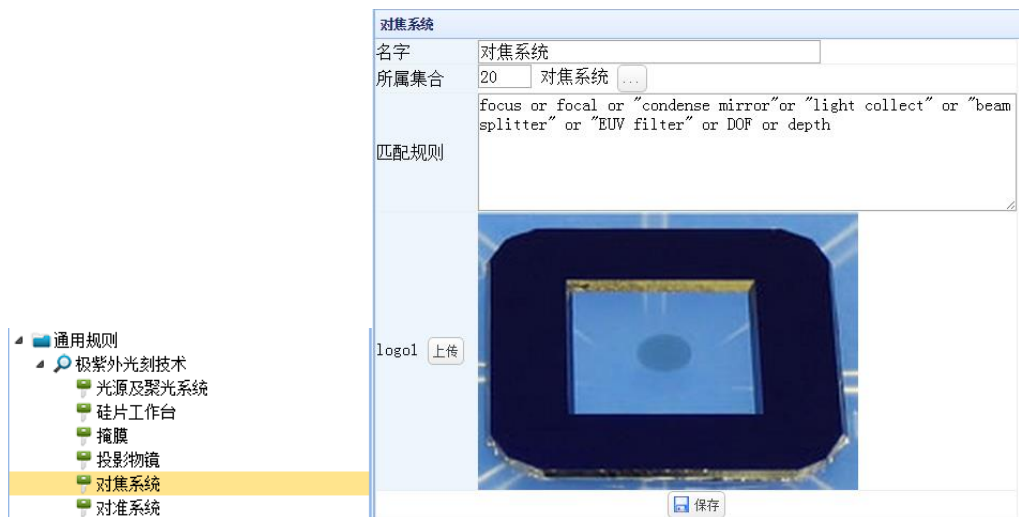 对焦系统
名字 对焦系统
所属集合 20 对焦系统 ...
匹配规则 focus or focal or "condense mirror"or "light collect" or "beam
splitter" or "EUV filter" or DOF or depth
logo1 上传
保存
通用规则
极紫外光刻技术
光源及聚光系统
硅片工作台
掩膜
投影物镜
对焦系统
对准系统